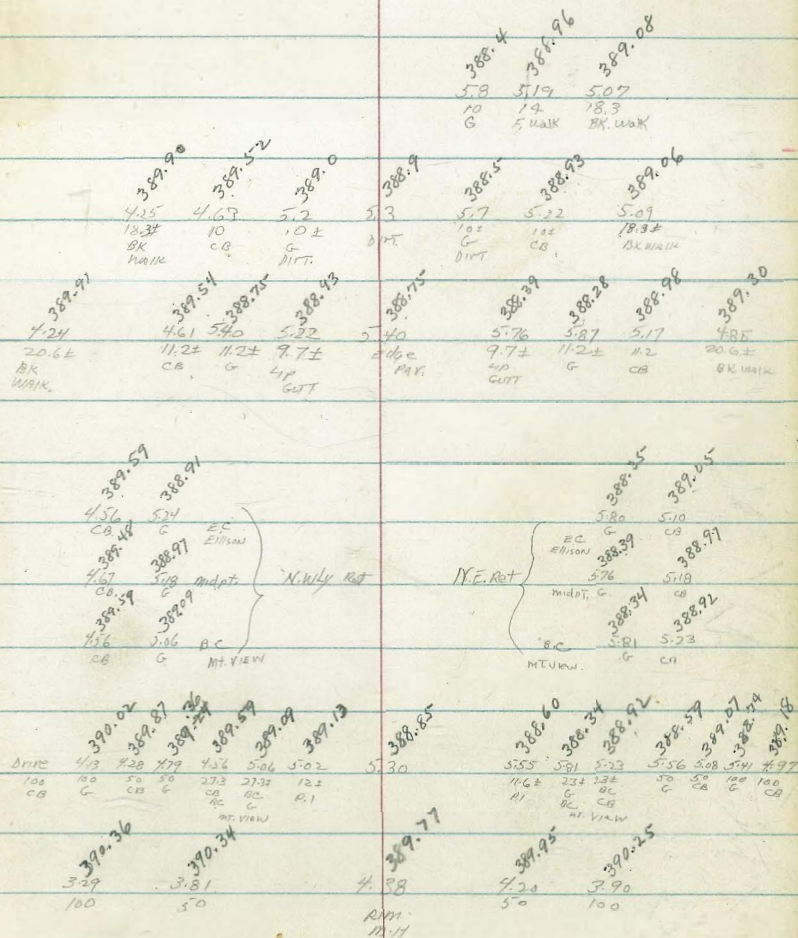 388.4 388.96 389.08
5.8 5.19 5.07
10 14 18.3
G F, Walk BK. Walk
389.90 389.52 389.0 388.9 388.5 388.93 389.06
4.25 4.63 5.2 5.3 5.7 5.22 5.09
18.3± 10 10± 10± 10± 18.3±
BK CB G DIRT G CB BK WALK
WALK DIRT. DIRT
389.91 389.54 388.75 388.93 388.75 388.39 388.28 388.98 389.30
4.24 4.61 5.40 5.22 5.40 5.76 5.87 5.17 4.85
20.6± 11.2± 11.2± 9.7± Edge 9.7± 11.2± 11.2 20.6±
BK CB G Lip PAV. Lip G CB BK WALK
WALK. GUTT GUTT
389.59 388.91 388.35 389.05
4.56 5.24 E.C. 5.80 5.10
CB G Ellison E.C. G CB
Ellison
389.48 388.97 388.39 388.97
4.67 5.18 midpt. N.WLY Ret N.E. Ret 5.76 5.18
CB. G midpt. G CB
389.59 389.09 388.34 388.92
4.56 5.06 B.C. B.C. 5.81 5.23
CB G MT. VIEW MT. VIEW. G CB
390.02 389.87 .36 389.59 389.09 389.13 388.85 388.60 388.34 388.92 388.59 389.07 388.74 389.18
Drive 4.13 4.28 4.79 4.56 5.06 5.02 5.30 5.55 5.81 5.23 5.56 5.08 5.41 4.97
100 100 50 50 27.3 27.3± 12± 11.6± 23± 23± 50 50 100 100
CB G CB G CB BC P.I P.I G BC G CB G CB
BC G BC CB
MT. VIEW MT. VIEW
390.36 390.34 389.77 389.95 390.25
3.79 3.81 4.38 4.20 3.90
100 50 50 100
RIM.
M.H